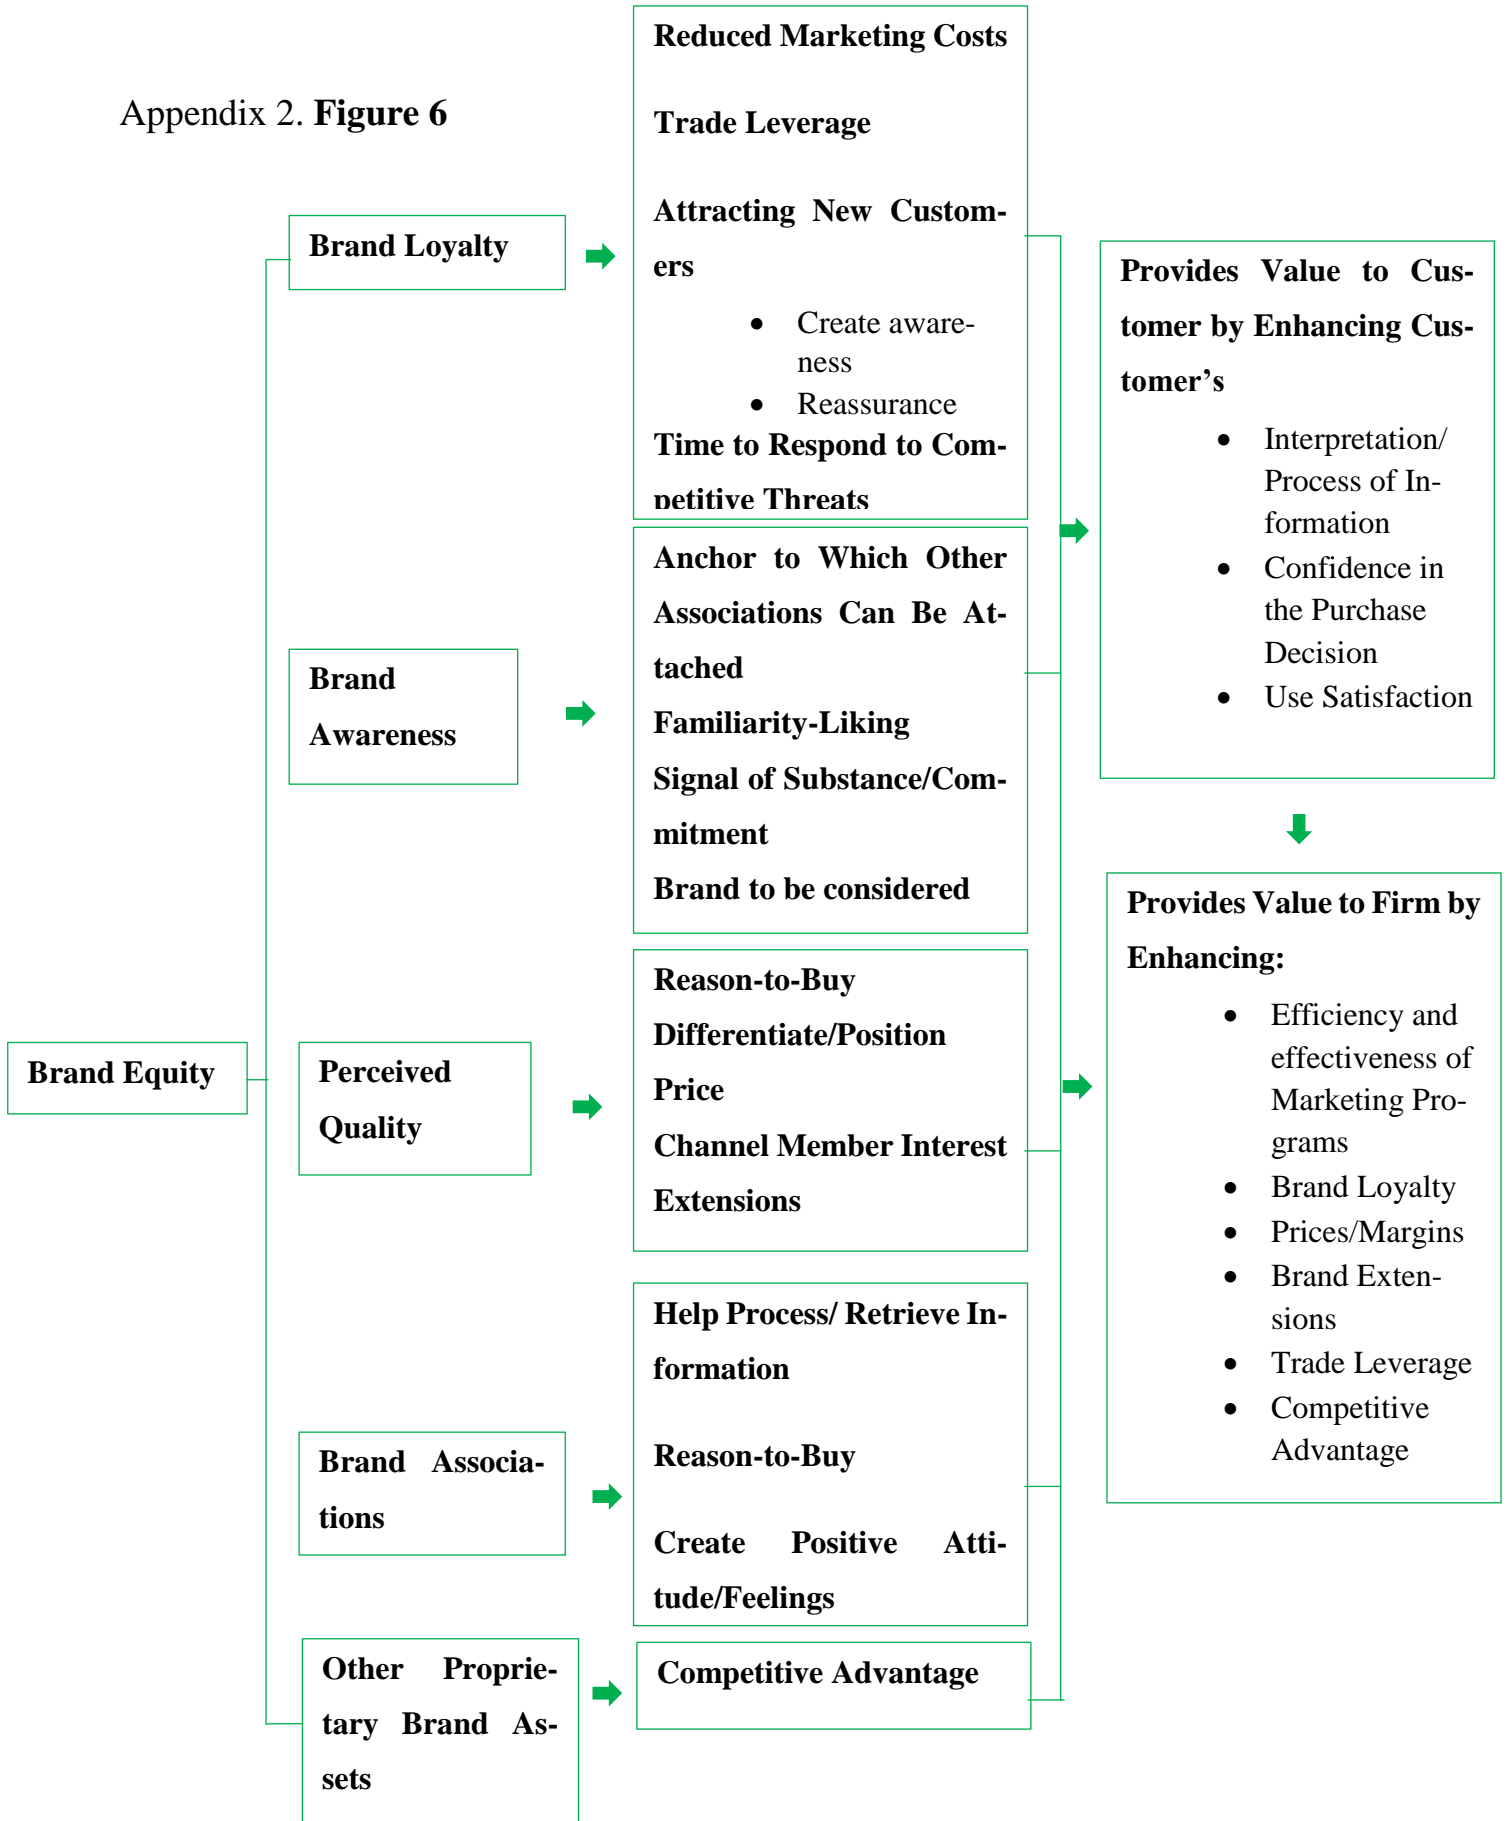 Appendix 2. Figure 6
Reduced Marketing Costs
Trade Leverage
Attracting New Custom-
ers
• Create aware-
ness
• Reassurance
Time to Respond to Com-
petitive Threats
Brand Loyalty
Provides Value to Cus-
tomer by Enhancing Cus-
tomer’s
• Interpretation/
Process of In-
formation
• Confidence in
the Purchase
Decision
• Use Satisfaction
Anchor to Which Other
Associations Can Be At-
tached
Familiarity-Liking
Signal of Substance/Com-
mitment
Brand to be considered
Brand
Awareness
Provides Value to Firm by
Enhancing:
• Efficiency and
effectiveness of
Marketing Pro-
grams
• Brand Loyalty
• Prices/Margins
• Brand Exten-
sions
• Trade Leverage
• Competitive
Advantage
Reason-to-Buy
Differentiate/Position
Price
Channel Member Interest
Extensions
Brand Equity
Perceived
Quality
Help Process/ Retrieve In-
formation
Reason-to-Buy
Create Positive Atti-
tude/Feelings
Brand Associa-
tions
Other Proprie-
tary Brand As-
sets
Competitive Advantage